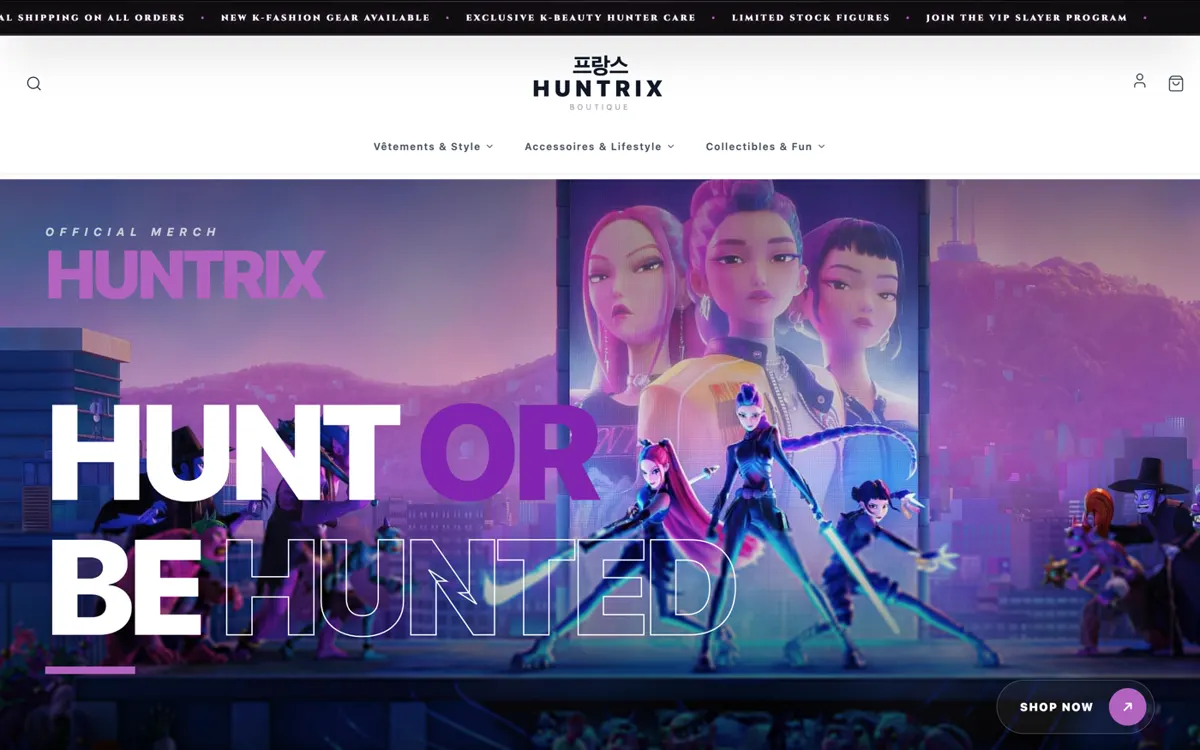 AL SHIPPING ON ALL ORDERS • NEW K-FASHION GEAR AVAILABLE • EXCLUSIVE K-BEAUTY HUNTER CARE • LIMITED STOCK FIGURES • JOIN THE VIP SLAYER PROGRAM •
프랑스
HUNTRIX
BOUTIQUE
Vêtements & Style
Accessoires & Lifestyle
Collectibles & Fun
OFFICIAL MERCH
HUNTRIX
HUNT OR
BE HUNTED
SHOP NOW